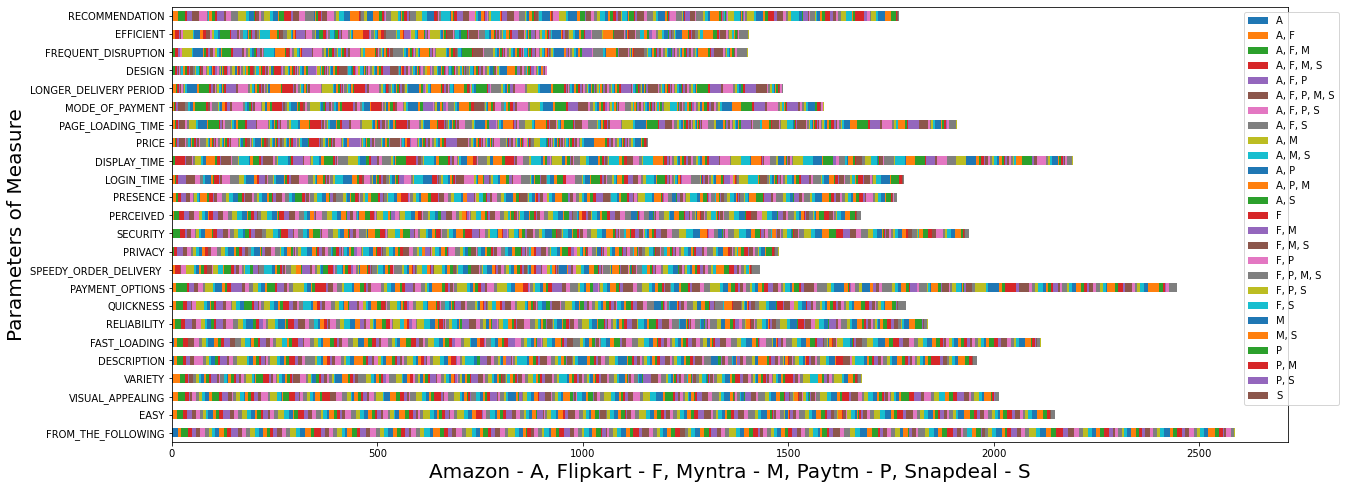 RECOMMENDATION
EFFICIENT
FREQUENT_DISRUPTION
DESIGN
LONGER_DELIVERY PERIOD
MODE_OF_PAYMENT
PAGE_LOADING_TIME
PRICE
DISPLAY_TIME
LOGIN_TIME
PRESENCE
PERCEIVED
SECURITY
PRIVACY
SPEEDY_ORDER_DELIVERY
PAYMENT_OPTIONS
QUICKNESS
RELIABILITY
FAST_LOADING
DESCRIPTION
VARIETY
VISUAL_APPEALING
EASY
FROM_THE_FOLLOWING
Parameters of Measure
0 500 1000 1500 2000 2500
Amazon - A, Flipkart - F, Myntra - M, Paytm - P, Snapdeal - S
A
A, F
A, F, M
A, F, M, S
A, F, P
A, F, P, M, S
A, F, P, S
A, F, S
A, M
A, M, S
A, P
A, P, M
A, S
F
F, M
F, M, S
F, P
F, P, M, S
F, P, S
F, S
M
M, S
P
P, M
P, S
S